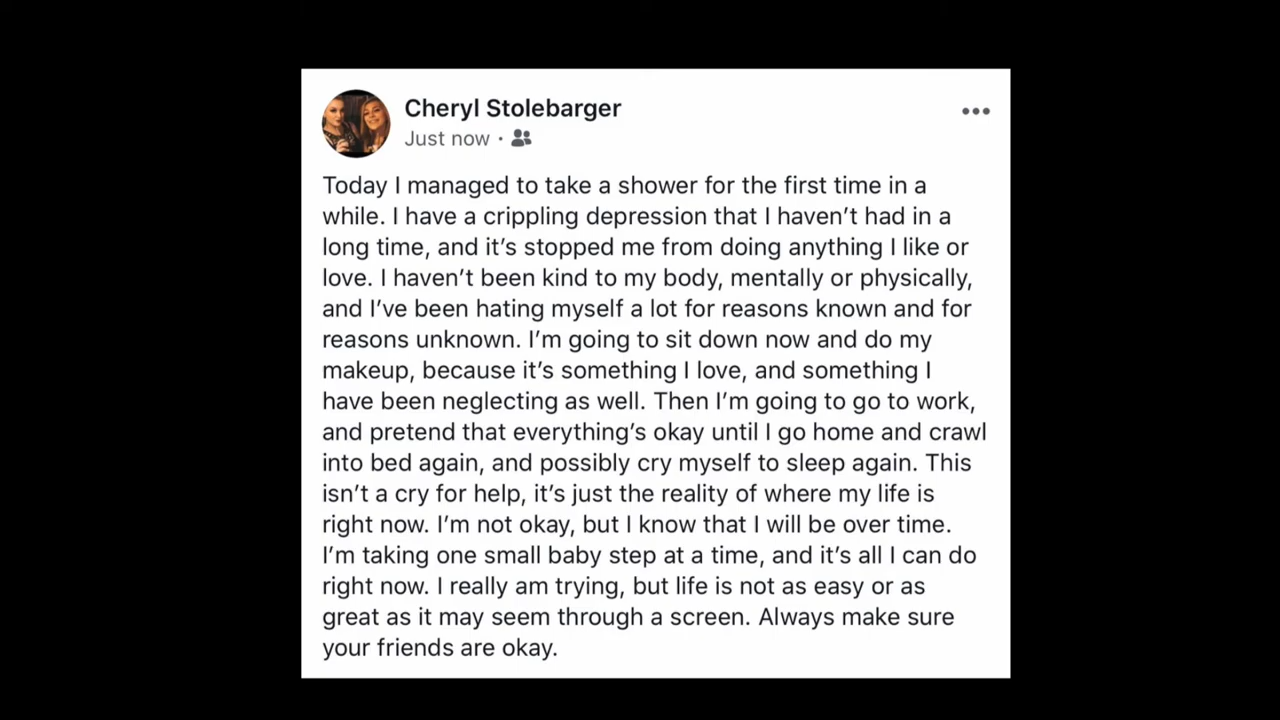 Cheryl Stolebarger
Just now ·
Today I managed to take a shower for the first time in a
while. I have a crippling depression that I haven’t had in a
long time, and it’s stopped me from doing anything I like or
love. I haven’t been kind to my body, mentally or physically,
and I’ve been hating myself a lot for reasons known and for
reasons unknown. I’m going to sit down now and do my
makeup, because it’s something I love, and something I
have been neglecting as well. Then I’m going to go to work,
and pretend that everything’s okay until I go home and crawl
into bed again, and possibly cry myself to sleep again. This
isn’t a cry for help, it’s just the reality of where my life is
right now. I’m not okay, but I know that I will be over time.
I’m taking one small baby step at a time, and it’s all I can do
right now. I really am trying, but life is not as easy or as
great as it may seem through a screen. Always make sure
your friends are okay.